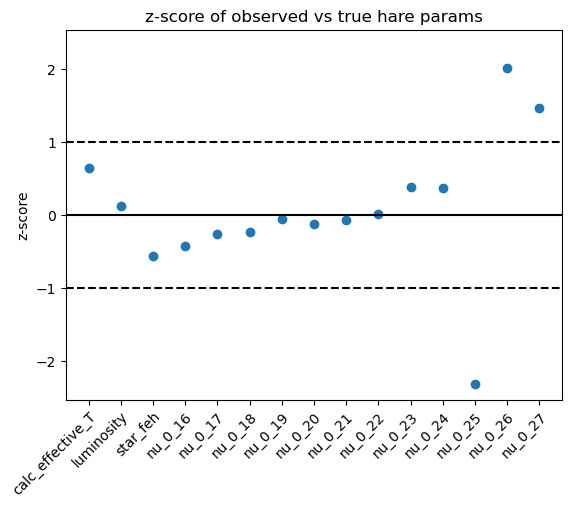 z-score of observed vs true hare params
z-score
2
1
0
−1
−2
calc_effective_T
luminosity
star_feh
nu_0_16
nu_0_17
nu_0_18
nu_0_19
nu_0_20
nu_0_21
nu_0_22
nu_0_23
nu_0_24
nu_0_25
nu_0_26
nu_0_27